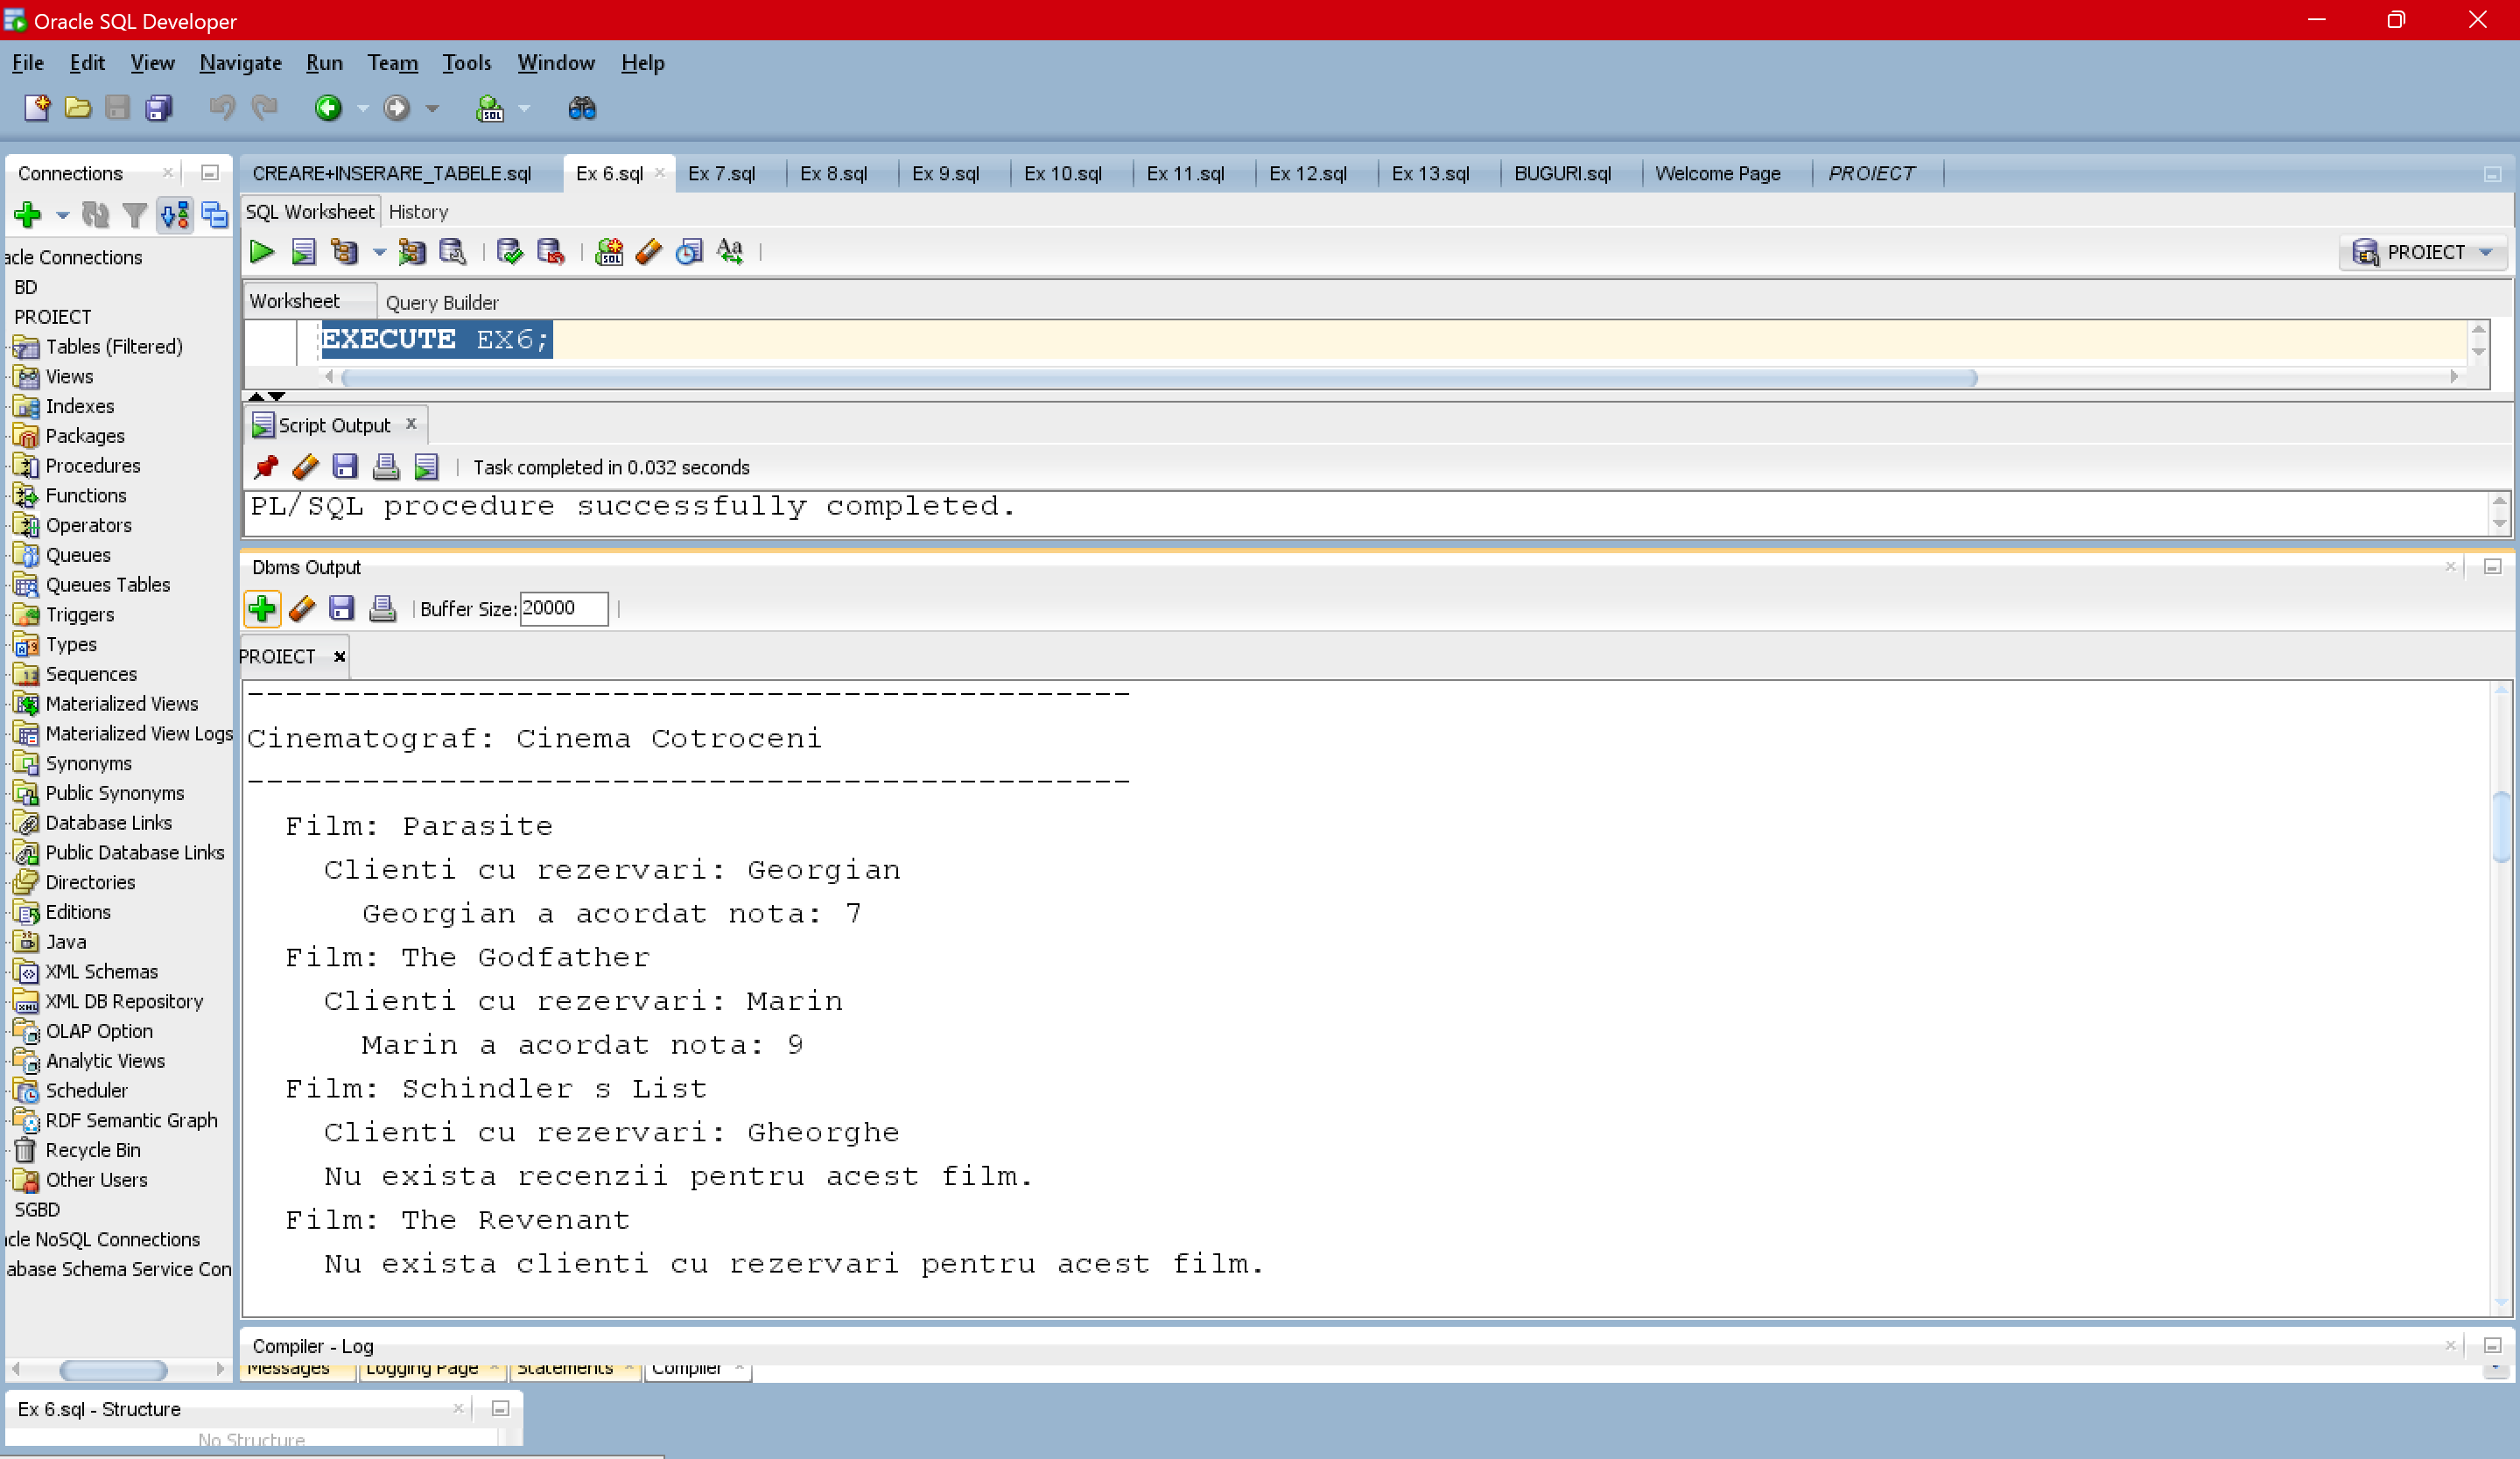 Oracle SQL Developer
File Edit View Navigate Run Team Tools Window Help
Connections
acle Connections
BD
PROIECT
Tables (Filtered)
Views
Indexes
Packages
Procedures
Functions
Operators
Queues
Queues Tables
Triggers
Types
Sequences
Materialized Views
Materialized View Logs
Synonyms
Public Synonyms
Database Links
Public Database Links
Directories
Editions
Java
XML Schemas
XML DB Repository
OLAP Option
Analytic Views
Scheduler
RDF Semantic Graph
Recycle Bin
Other Users
SGBD
cle NoSQL Connections
abase Schema Service Con
CREARE+INSERARE_TABELE.sql Ex 6.sql Ex 7.sql Ex 8.sql Ex 9.sql Ex 10.sql Ex 11.sql Ex 12.sql Ex 13.sql BUGURI.sql Welcome Page PROIECT
SQL Worksheet History
PROIECT
Worksheet Query Builder
EXECUTE EX6;
Script Output
Task completed in 0.032 seconds
PL/SQL procedure successfully completed.
Dbms Output
Buffer Size: 20000
PROIECT
----------------------------------------------
Cinematograf: Cinema Cotroceni
----------------------------------------------
Film: Parasite
Clienti cu rezervari: Georgian
Georgian a acordat nota: 7
Film: The Godfather
Clienti cu rezervari: Marin
Marin a acordat nota: 9
Film: Schindler s List
Clienti cu rezervari: Gheorghe
Nu exista recenzii pentru acest film.
Film: The Revenant
Nu exista clienti cu rezervari pentru acest film.
Compiler - Log
Messages Logging Page Statements Compiler
Ex 6.sql - Structure
No Structure